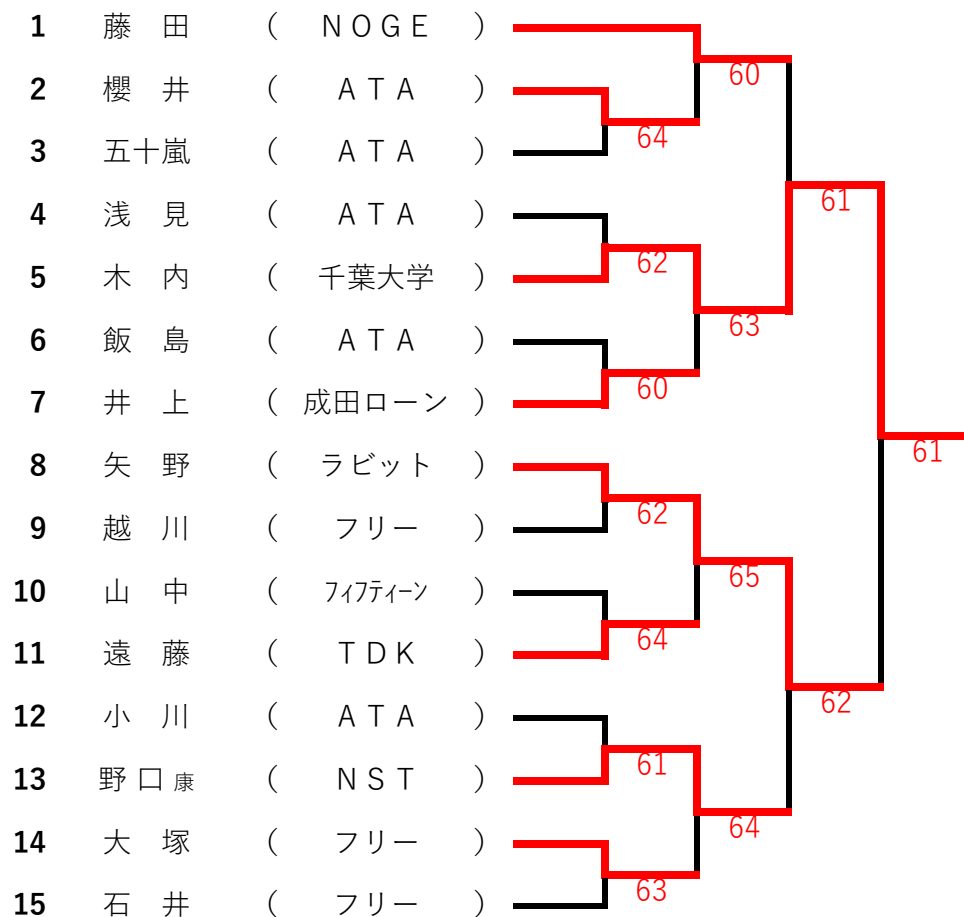 1 藤 田 ( ＮＯＧＥ )
60
2 櫻 井 ( ＡＴＡ )
64
3 五十嵐 ( ＡＴＡ )
61
4 浅 見 ( ＡＴＡ )
62
5 木 内 ( 千葉大学 )
63
6 飯 島 ( ＡＴＡ )
60
7 井 上 ( 成田ローン )
61
8 矢 野 ( ラビット )
62
9 越 川 ( フリー )
65
10 山 中 ( ﾌｨﾌﾃｨｰﾝ )
64
11 遠 藤 ( ＴＤＫ )
62
12 小 川 ( ＡＴＡ )
61
13 野 口 康 ( ＮＳＴ )
64
14 大 塚 ( フリー )
63
15 石 井 ( フリー )